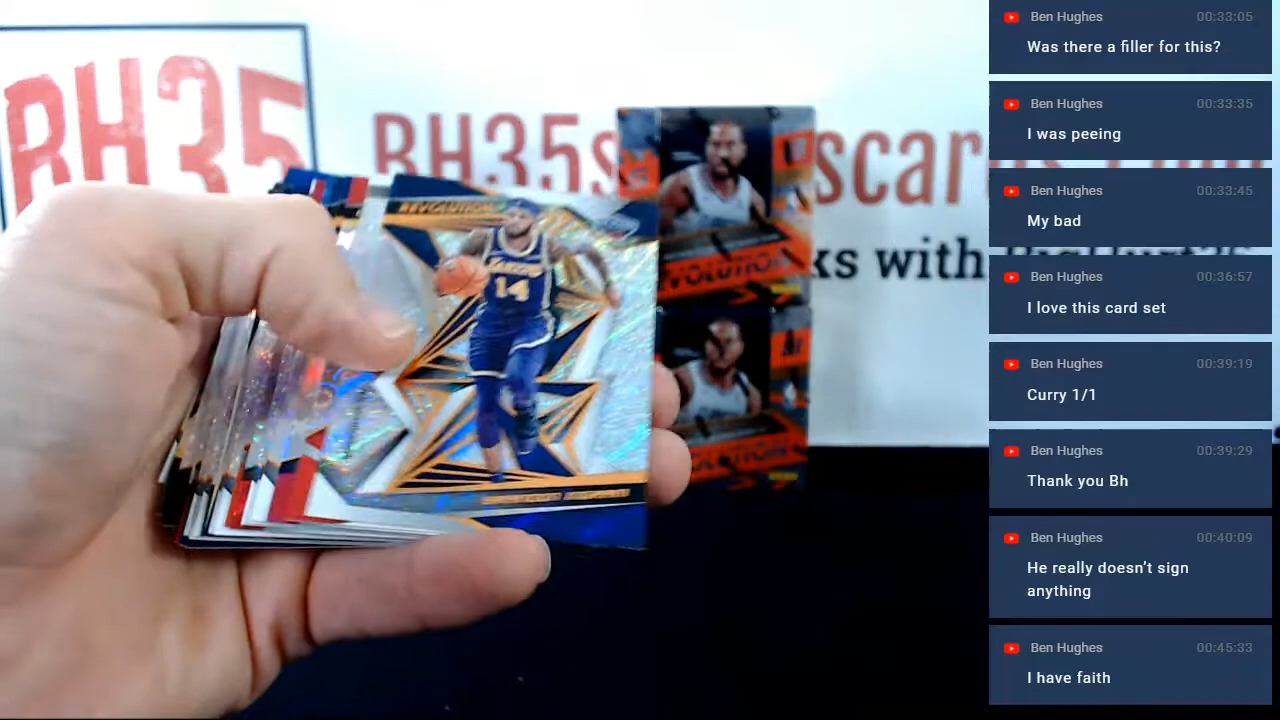 BH35
BH35s
scar
ks with
REVOLUTION
Lakers
14
Ben Hughes 00:33:05
Was there a filler for this?
Ben Hughes 00:33:35
I was peeing
Ben Hughes 00:33:45
My bad
Ben Hughes 00:36:57
I love this card set
Ben Hughes 00:39:19
Curry 1/1
Ben Hughes 00:39:29
Thank you Bh
Ben Hughes 00:40:09
He really doesn’t sign
anything
Ben Hughes 00:45:33
I have faith